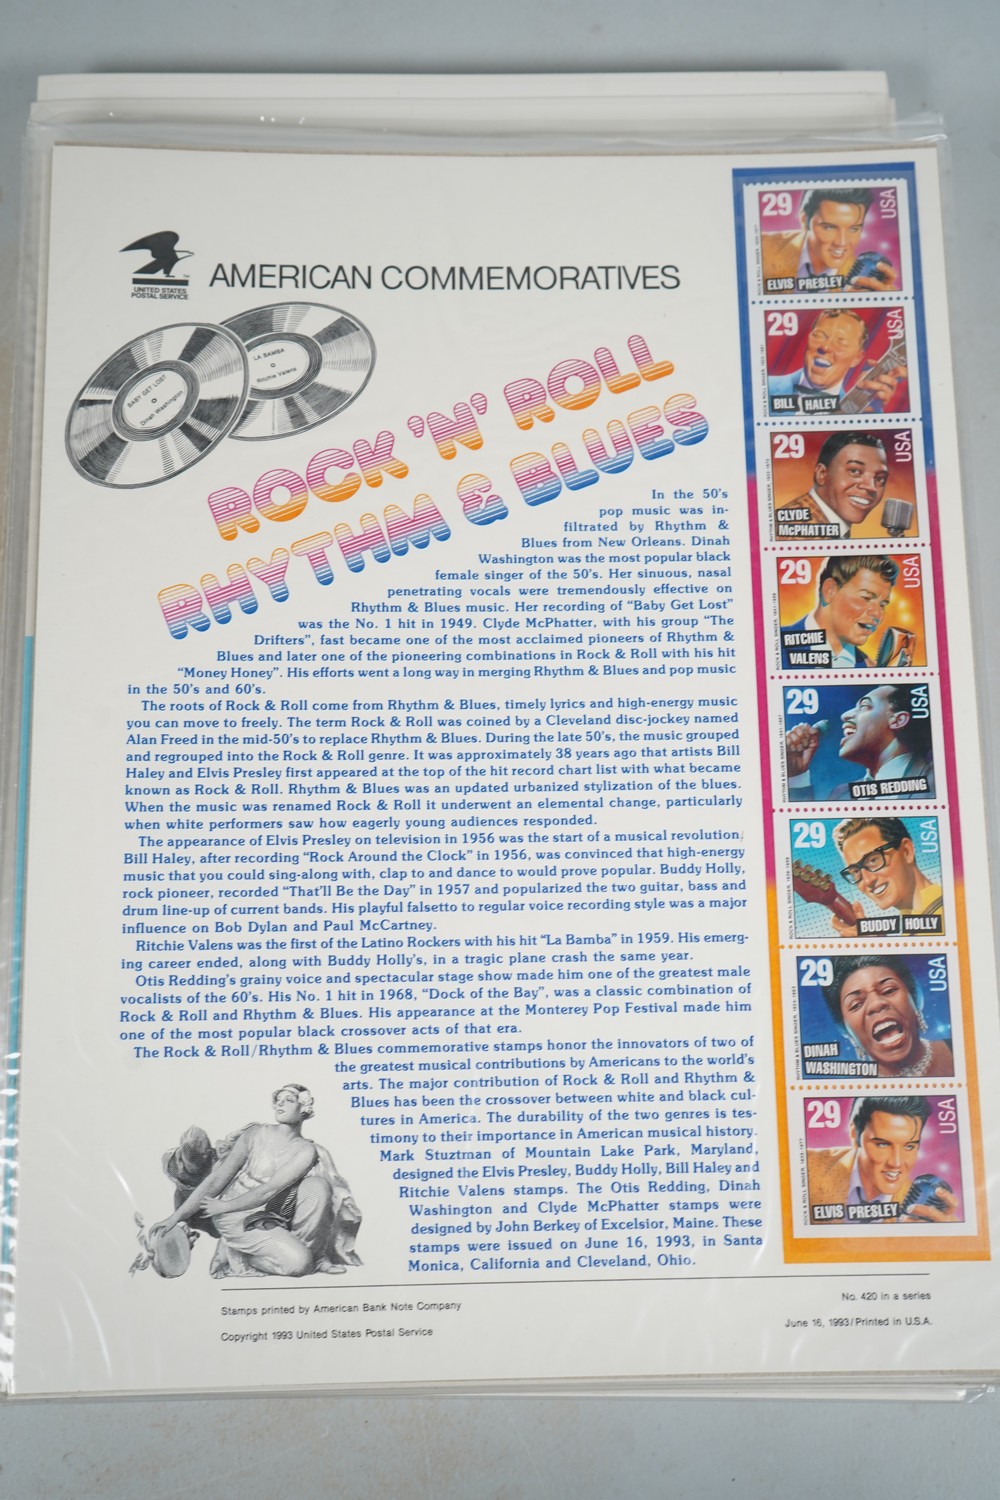 UNITED STATES
POSTAL SERVICE
TM
AMERICAN COMMEMORATIVES
BABY GET LOST
Dinah Washington
LA BAMBA
Ritchie Valens
ROCK 'N' ROLL
RHYTHM & BLUES
In the 50's
pop music was in-
filtrated by Rhythm &
Blues from New Orleans. Dinah
Washington was the most popular black
female singer of the 50's. Her sinuous, nasal
penetrating vocals were tremendously effective on
Rhythm & Blues music. Her recording of "Baby Get Lost"
was the No. 1 hit in 1949. Clyde McPhatter, with his group "The
Drifters", fast became one of the most acclaimed pioneers of Rhythm &
Blues and later one of the pioneering combinations in Rock & Roll with his hit
"Money Honey". His efforts went a long way in merging Rhythm & Blues and pop music
in the 50's and 60's.
The roots of Rock & Roll come from Rhythm & Blues, timely lyrics and high-energy music
you can move to freely. The term Rock & Roll was coined by a Cleveland disc-jockey named
Alan Freed in the mid-50's to replace Rhythm & Blues. During the late 50's, the music grouped
and regrouped into the Rock & Roll genre. It was approximately 38 years ago that artists Bill
Haley and Elvis Presley first appeared at the top of the hit record chart list with what became
known as Rock & Roll. Rhythm & Blues was an updated urbanized stylization of the blues.
When the music was renamed Rock & Roll it underwent an elemental change, particularly
when white performers saw how eagerly young audiences responded.
The appearance of Elvis Presley on television in 1956 was the start of a musical revolution.
Bill Haley, after recording "Rock Around the Clock" in 1956, was convinced that high-energy
music that you could sing-along with, clap to and dance to would prove popular. Buddy Holly,
rock pioneer, recorded "That'll Be the Day" in 1957 and popularized the two guitar, bass and
drum line-up of current bands. His playful falsetto to regular voice recording style was a major
influence on Bob Dylan and Paul McCartney.
Ritchie Valens was the first of the Latino Rockers with his hit "La Bamba" in 1959. His emerg-
ing career ended, along with Buddy Holly's, in a tragic plane crash the same year.
Otis Redding's grainy voice and spectacular stage show made him one of the greatest male
vocalists of the 60's. His No. 1 hit in 1968, "Dock of the Bay", was a classic combination of
Rock & Roll and Rhythm & Blues. His appearance at the Monterey Pop Festival made him
one of the most popular black crossover acts of that era.
The Rock & Roll/Rhythm & Blues commemorative stamps honor the innovators of two of
the greatest musical contributions by Americans to the world's
arts. The major contribution of Rock & Roll and Rhythm &
Blues has been the crossover between white and black cul-
tures in America. The durability of the two genres is tes-
timony to their importance in American musical history.
Mark Stuztman of Mountain Lake Park, Maryland,
designed the Elvis Presley, Buddy Holly, Bill Haley and
Ritchie Valens stamps. The Otis Redding, Dinah
Washington and Clyde McPhatter stamps were
designed by John Berkey of Excelsior, Maine. These
stamps were issued on June 16, 1993, in Santa
Monica, California and Cleveland, Ohio.
Stamps printed by American Bank Note Company
Copyright 1993 United States Postal Service
No. 420 in a series
June 16, 1993/Printed in U.S.A.
29 USA
ELVIS PRESLEY
29 USA
BILL HALEY
29 USA
CLYDE
McPHATTER
29 USA
RITCHIE
VALENS
29 USA
OTIS REDDING
29 USA
BUDDY HOLLY
29 USA
DINAH
WASHINGTON
29 USA
ELVIS PRESLEY